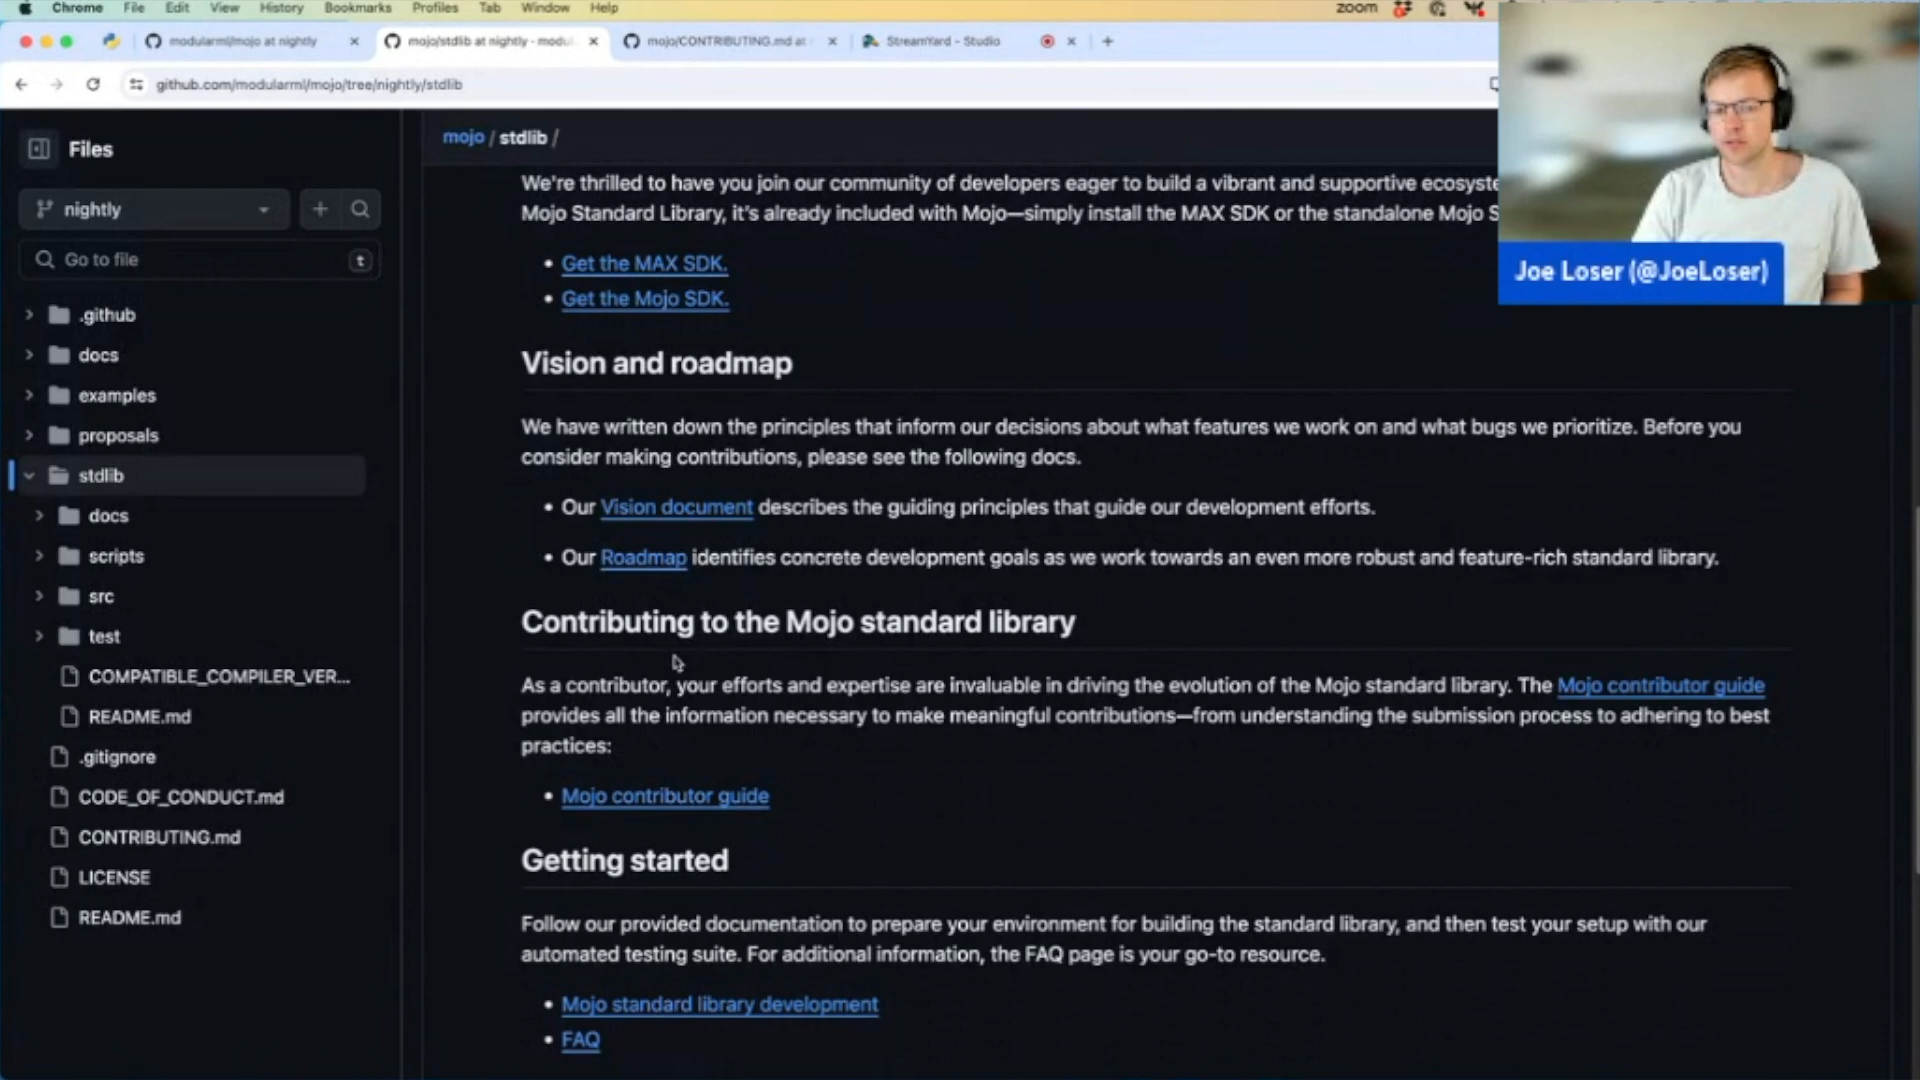 Chrome File Edit View History Bookmarks Profiles Tab Window Help zoom
modularml/mojo at nightly mojo/stdlib at nightly - modul mojo/CONTRIBUTING.md at StreamYard - Studio
github.com/modularml/mojo/tree/nightly/stdlib
Files
nightly
Go to file t
.github
docs
examples
proposals
stdlib
docs
scripts
src
test
COMPATIBLE_COMPILER_VER...
README.md
.gitignore
CODE_OF_CONDUCT.md
CONTRIBUTING.md
LICENSE
README.md
mojo / stdlib /
We're thrilled to have you join our community of developers eager to build a vibrant and supportive ecosyste
Mojo Standard Library, it's already included with Mojo—simply install the MAX SDK or the standalone Mojo S
• Get the MAX SDK.
• Get the Mojo SDK.
Vision and roadmap
We have written down the principles that inform our decisions about what features we work on and what bugs we prioritize. Before you
consider making contributions, please see the following docs.
• Our Vision document describes the guiding principles that guide our development efforts.
• Our Roadmap identifies concrete development goals as we work towards an even more robust and feature-rich standard library.
Contributing to the Mojo standard library
As a contributor, your efforts and expertise are invaluable in driving the evolution of the Mojo standard library. The Mojo contributor guide
provides all the information necessary to make meaningful contributions—from understanding the submission process to adhering to best
practices:
• Mojo contributor guide
Getting started
Follow our provided documentation to prepare your environment for building the standard library, and then test your setup with our
automated testing suite. For additional information, the FAQ page is your go-to resource.
• Mojo standard library development
• FAQ
Joe Loser (@JoeLoser)